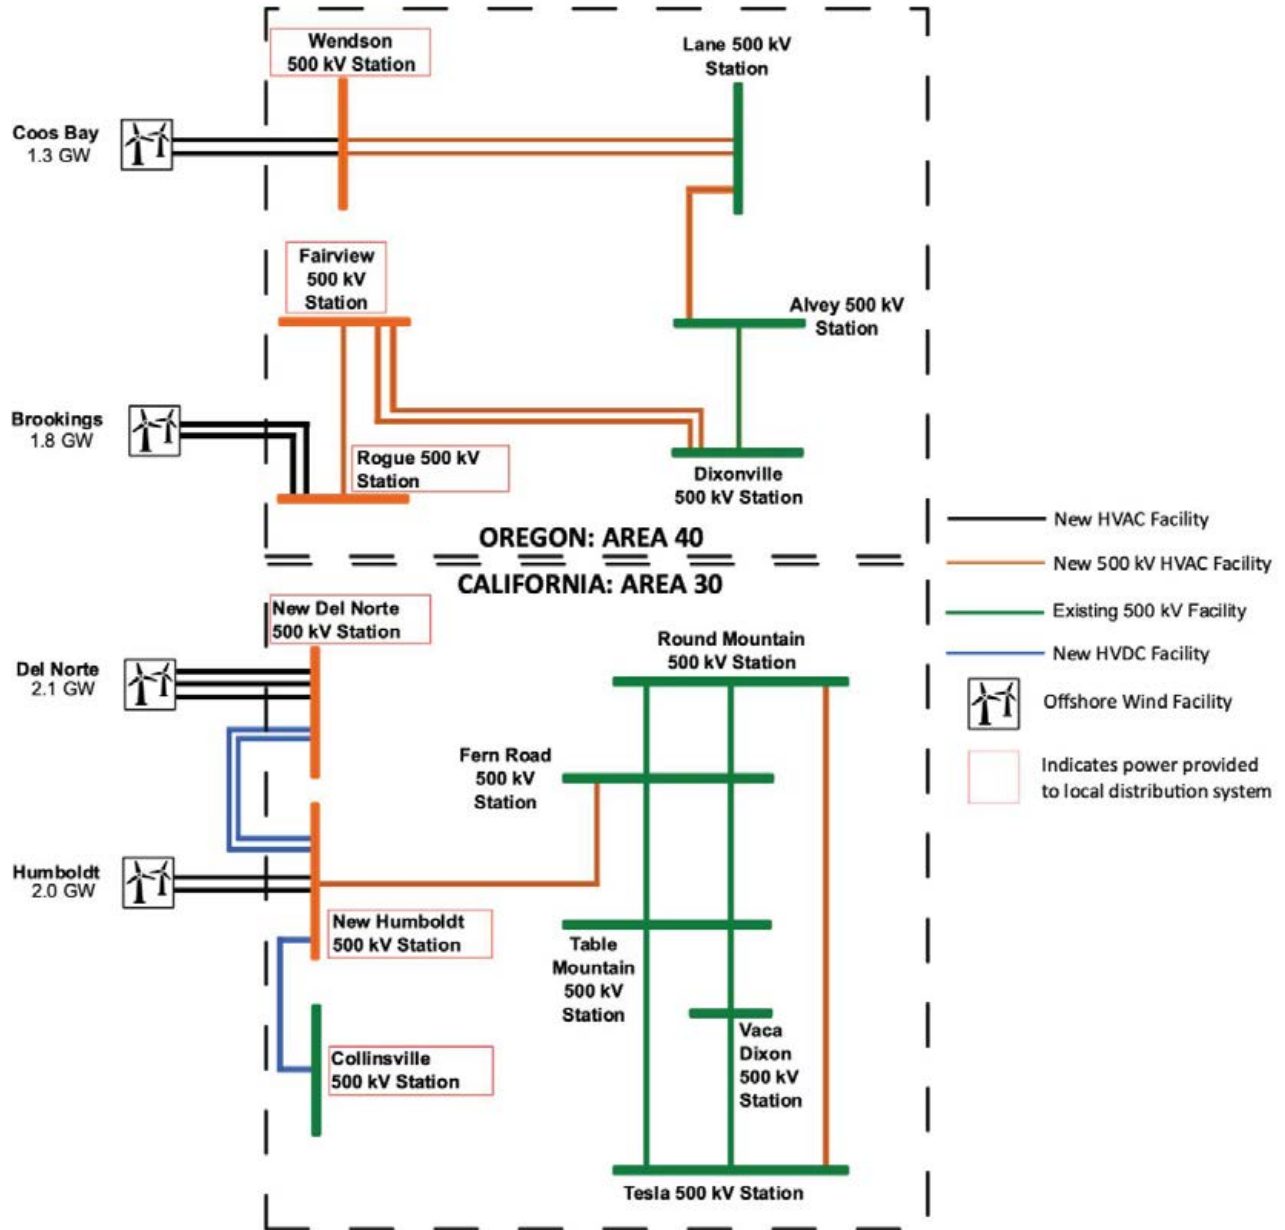 Wendson
500 kV Station
Lane 500 kV
Station
Coos Bay
1.3 GW
Fairview
500 kV
Station
Alvey 500 kV
Station
Brookings
1.8 GW
Rogue 500 kV
Station
Dixonville
500 kV Station
OREGON: AREA 40
CALIFORNIA: AREA 30
New Del Norte
500 kV Station
Round Mountain
500 kV Station
Del Norte
2.1 GW
Fern Road
500 kV
Station
Humboldt
2.0 GW
New Humboldt
500 kV Station
Table
Mountain
500 kV
Station
Vaca
Dixon
500 kV
Station
Collinsville
500 kV Station
Tesla 500 kV Station
New HVAC Facility
New 500 kV HVAC Facility
Existing 500 kV Facility
New HVDC Facility
Offshore Wind Facility
Indicates power provided
to local distribution system